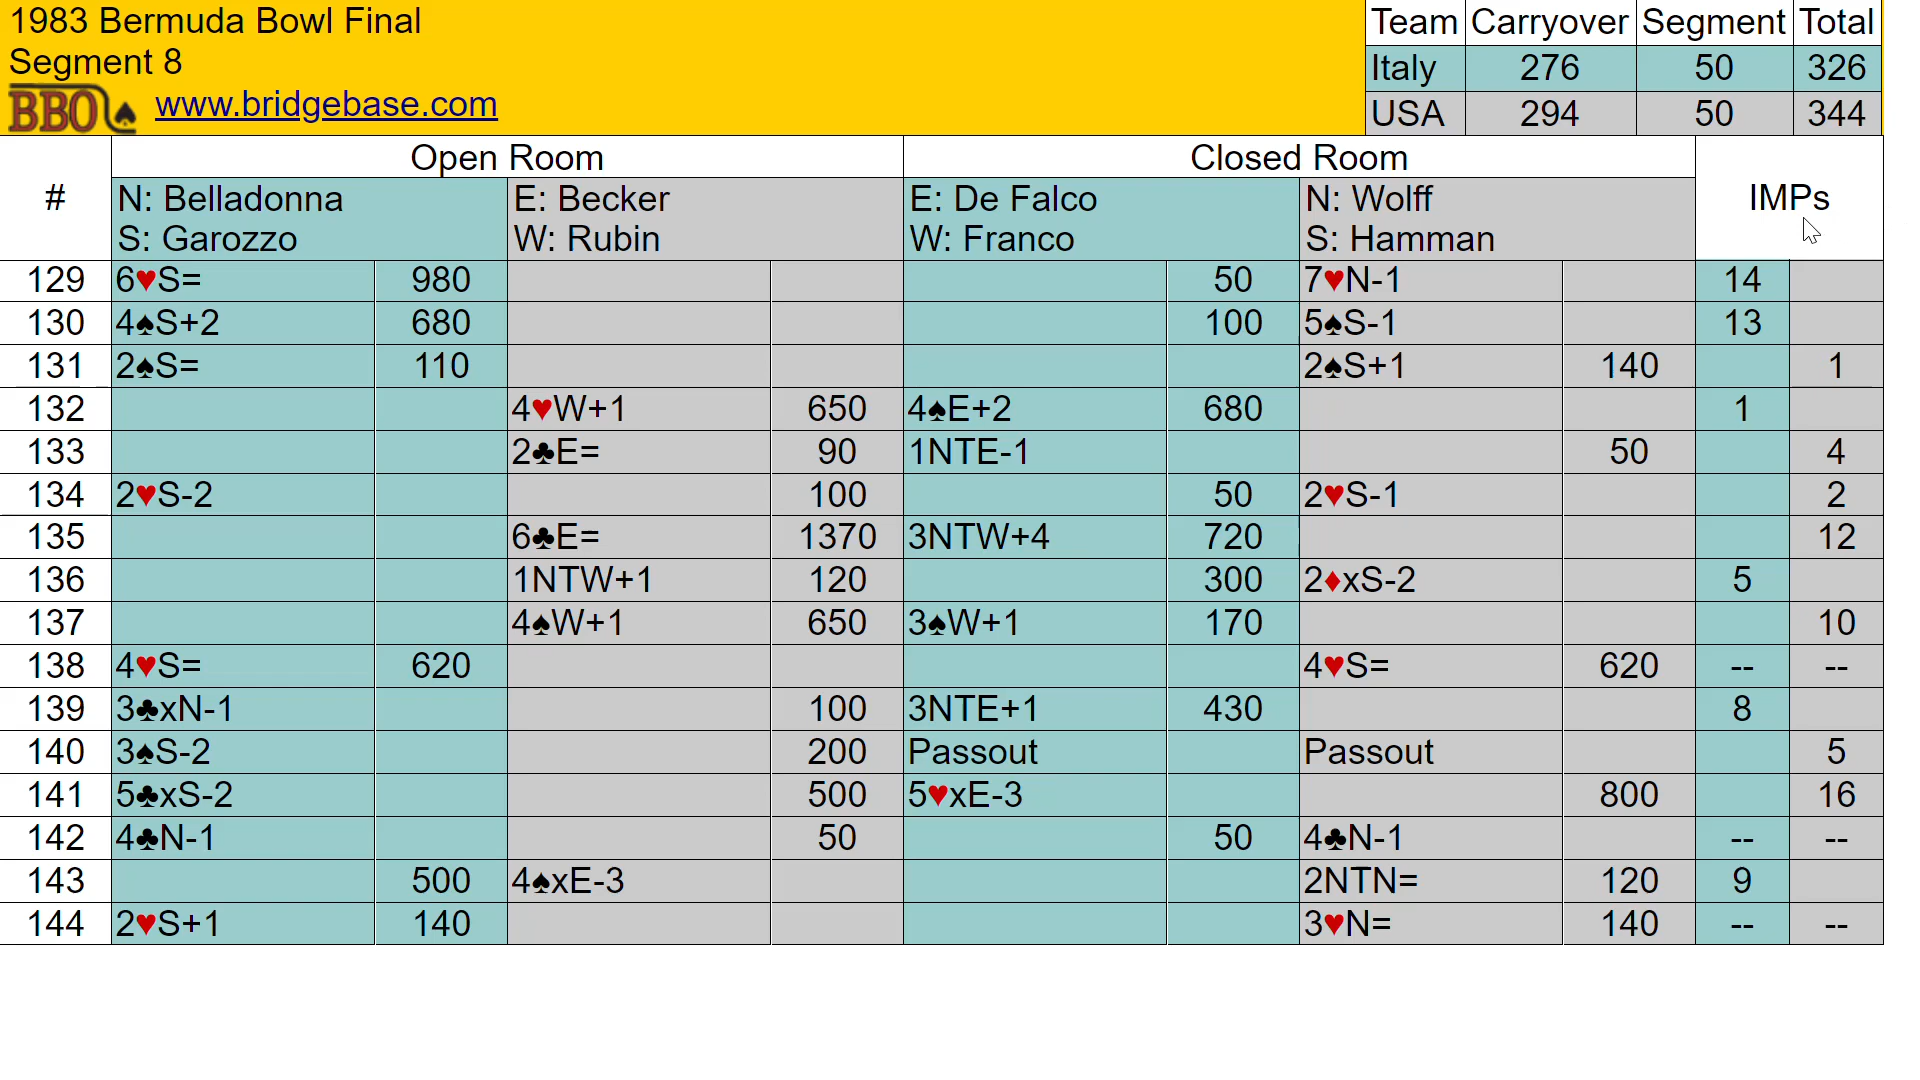 1983 Bermuda Bowl Final
Segment 8
BBO♠ www.bridgebase.com
Team Carryover Segment Total
Italy 276 50 326
USA 294 50 344
# Open Room Closed Room IMPs
N: Belladonna E: Becker E: De Falco N: Wolff
S: Garozzo W: Rubin W: Franco S: Hamman
129 6♥S= 980 50 7♥N-1 14
130 4♠S+2 680 100 5♠S-1 13
131 2♠S= 110 2♠S+1 140 1
132 4♥W+1 650 4♠E+2 680 1
133 2♣E= 90 1NTE-1 50 4
134 2♥S-2 100 50 2♥S-1 2
135 6♣E= 1370 3NTW+4 720 12
136 1NTW+1 120 300 2♦xS-2 5
137 4♠W+1 650 3♠W+1 170 10
138 4♥S= 620 4♥S= 620 -- --
139 3♣xN-1 100 3NTE+1 430 8
140 3♠S-2 200 Passout Passout 5
141 5♣xS-2 500 5♥xE-3 800 16
142 4♣N-1 50 50 4♣N-1 -- --
143 500 4♠xE-3 2NTN= 120 9
144 2♥S+1 140 3♥N= 140 -- --